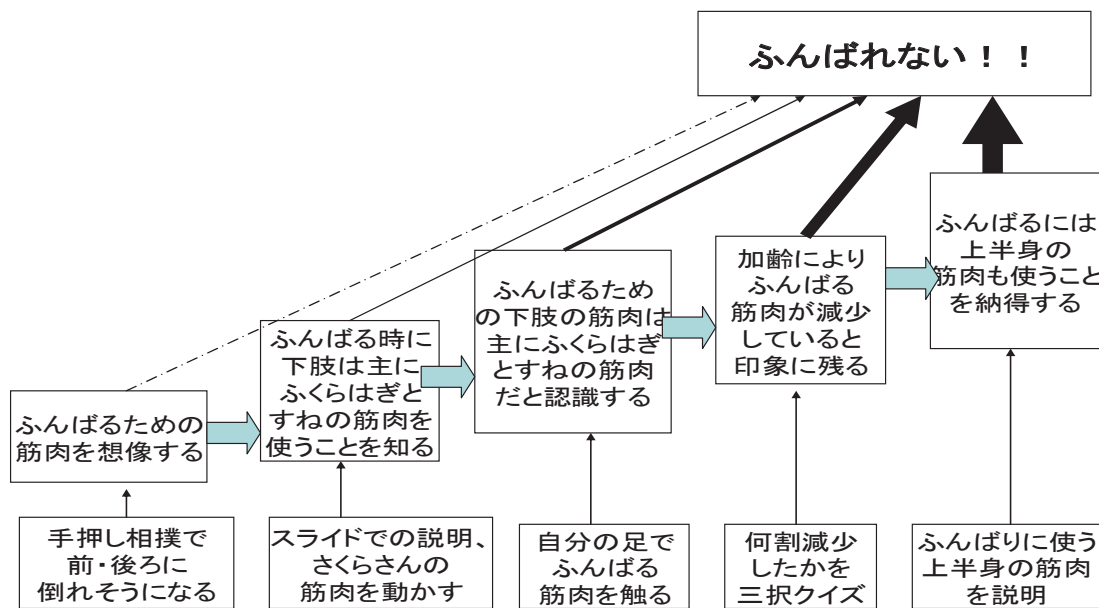 ふんばれない！！
ふんばるには
上半身の
筋肉も使うこと
を納得する
加齢により
ふんばる
筋肉が減少
していると
印象に残る
ふんばるため
の下肢の筋肉は
主にふくらはぎ
とすねの筋肉
だと認識する
ふんばる時に
下肢は主に
ふくらはぎと
すねの筋肉を
使うことを知る
ふんばるための
筋肉を想像する
手押し相撲で
前・後ろに
倒れそうになる
スライドでの説明、
さくらさんの
筋肉を動かす
自分の足で
ふんばる
筋肉を触る
何割減少
したかを
三択クイズ
ふんばりに使う
上半身の筋肉
を説明